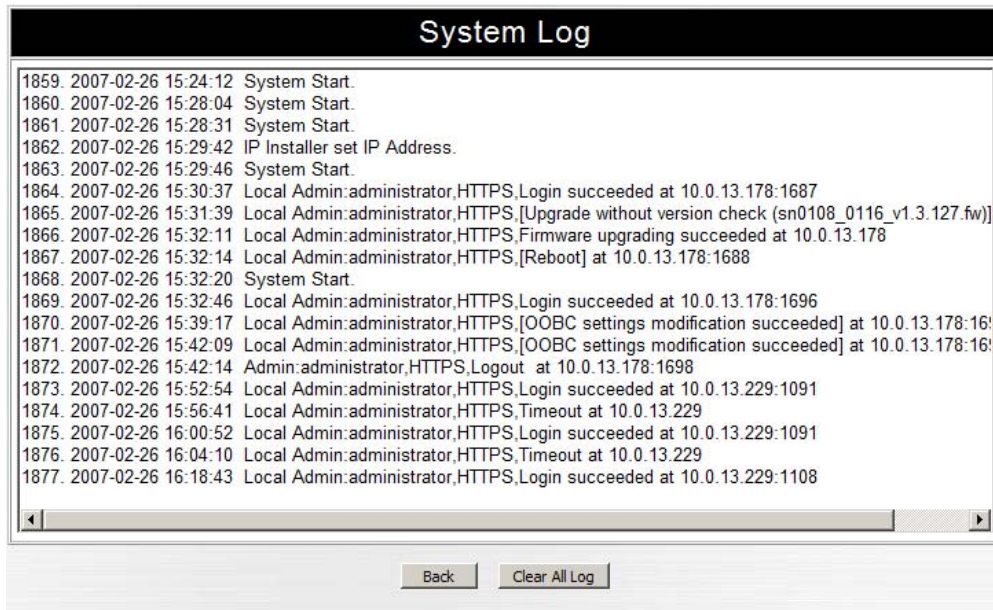 System Log
1859. 2007-02-26 15:24:12 System Start.
1860. 2007-02-26 15:28:04 System Start.
1861. 2007-02-26 15:28:31 System Start.
1862. 2007-02-26 15:29:42 IP Installer set IP Address.
1863. 2007-02-26 15:29:46 System Start.
1864. 2007-02-26 15:30:37 Local Admin:administrator,HTTPS,Login succeeded at 10.0.13.178:1687
1865. 2007-02-26 15:31:39 Local Admin:administrator,HTTPS,[Upgrade without version check (sn0108_0116_v1.3.127.fw)]
1866. 2007-02-26 15:32:11 Local Admin:administrator,HTTPS,Firmware upgrading succeeded at 10.0.13.178
1867. 2007-02-26 15:32:14 Local Admin:administrator,HTTPS,[Reboot] at 10.0.13.178:1688
1868. 2007-02-26 15:32:20 System Start.
1869. 2007-02-26 15:32:46 Local Admin:administrator,HTTPS,Login succeeded at 10.0.13.178:1696
1870. 2007-02-26 15:39:17 Local Admin:administrator,HTTPS,[OOBC settings modification succeeded] at 10.0.13.178:16
1871. 2007-02-26 15:42:09 Local Admin:administrator,HTTPS,[OOBC settings modification succeeded] at 10.0.13.178:16
1872. 2007-02-26 15:42:14 Admin:administrator,HTTPS,Logout at 10.0.13.178:1698
1873. 2007-02-26 15:52:54 Local Admin:administrator,HTTPS,Login succeeded at 10.0.13.229:1091
1874. 2007-02-26 15:56:41 Local Admin:administrator,HTTPS,Timeout at 10.0.13.229
1875. 2007-02-26 16:00:52 Local Admin:administrator,HTTPS,Login succeeded at 10.0.13.229:1091
1876. 2007-02-26 16:04:10 Local Admin:administrator,HTTPS,Timeout at 10.0.13.229
1877. 2007-02-26 16:18:43 Local Admin:administrator,HTTPS,Login succeeded at 10.0.13.229:1108
Back Clear All Log